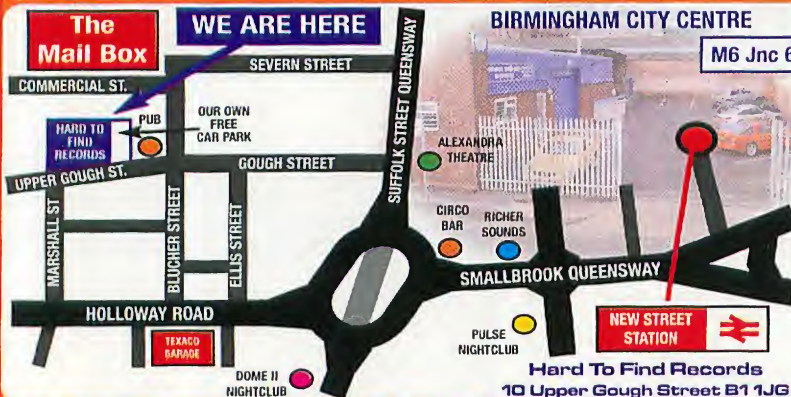 The
Mail Box
WE ARE HERE
BIRMINGHAM CITY CENTRE
M6 Jnc 6
SEVERN STREET
COMMERCIAL ST.
SUFFOLK STREET QUEENSWAY
PUB
OUR OWN
FREE
CAR PARK
HARD TO
FIND
RECORDS
ALEXANDRA
THEATRE
GOUGH STREET
UPPER GOUGH ST.
MARSHALL ST
BLUCHER STREET
ELLIS STREET
CIRCO
BAR
RICHER
SOUNDS
SMALLBROOK QUEENSWAY
HOLLOWAY ROAD
TEXACO
GARAGE
PULSE
NIGHTCLUB
NEW STREET
STATION
DOME II
NIGHTCLUB
Hard To Find Records
10 Upper Gough Street B1 1JG